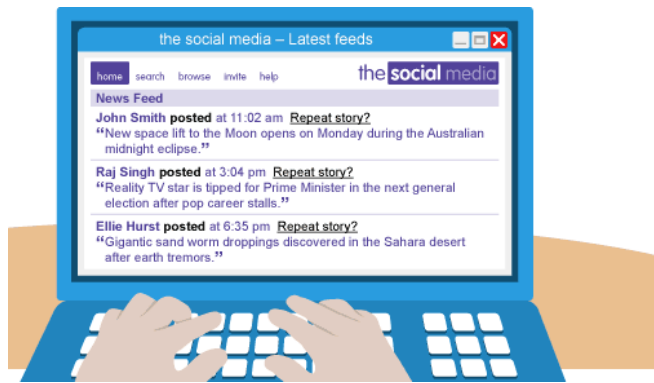 the social media – Latest feeds
home search browse invite help the social media
News Feed
John Smith posted at 11:02 am Repeat story?
“New space lift to the Moon opens on Monday during the Australian
midnight eclipse.”
Raj Singh posted at 3:04 pm Repeat story?
“Reality TV star is tipped for Prime Minister in the next general
election after pop career stalls.”
Ellie Hurst posted at 6:35 pm Repeat story?
“Gigantic sand worm droppings discovered in the Sahara desert
after earth tremors.”